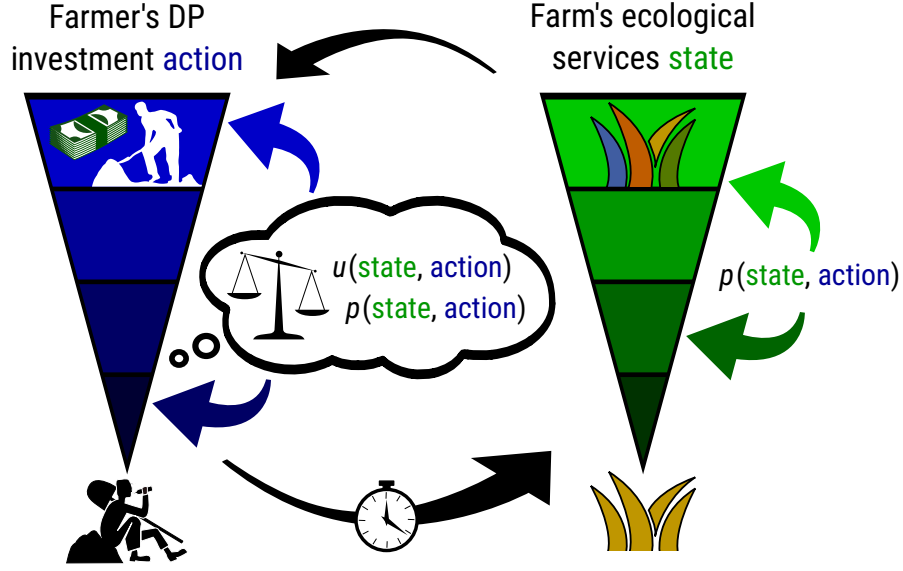 Farmer's DP
investment action
Farm's ecological
services state
u(state, action)
p(state, action)
p(state, action)